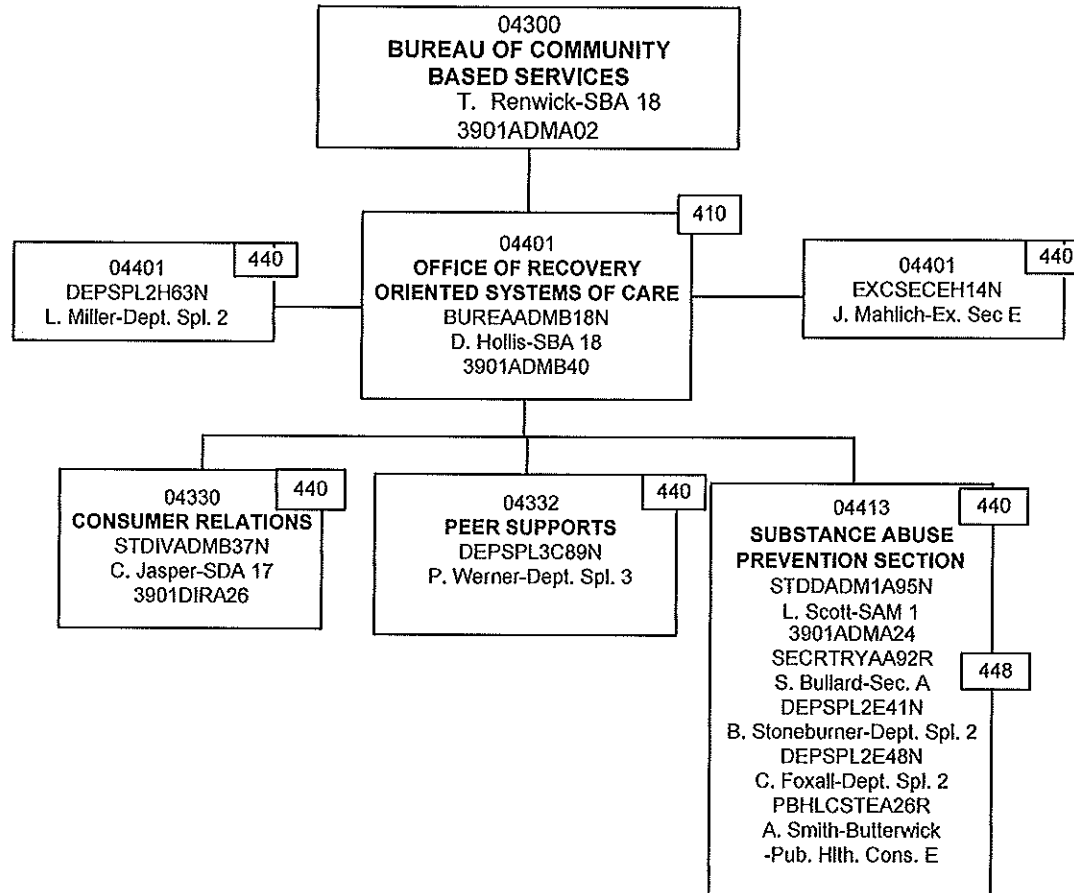 04300
BUREAU OF COMMUNITY
BASED SERVICES
T. Renwick-SBA 18
3901ADMA02
410
04401
OFFICE OF RECOVERY
ORIENTED SYSTEMS OF CARE
BUREAADMB18N
D. Hollis-SBA 18
3901ADMB40
440
04401
DEPSPL2H63N
L. Miller-Dept. Spl. 2
440
04401
EXCSECEH14N
J. Mahlich-Ex. Sec E
440
04330
CONSUMER RELATIONS
STDIVADMB37N
C. Jasper-SDA 17
3901DIRA26
440
04332
PEER SUPPORTS
DEPSPL3C89N
P. Werner-Dept. Spl. 3
440
04413
SUBSTANCE ABUSE
PREVENTION SECTION
STDDADM1A95N
L. Scott-SAM 1
3901ADMA24
SECRTRYAA92R
448
S. Bullard-Sec. A
DEPSPL2E41N
B. Stoneburner-Dept. Spl. 2
DEPSPL2E48N
C. Foxall-Dept. Spl. 2
PBHLCSTEA26R
A. Smith-Butterwick
-Pub. Hlth. Cons. E